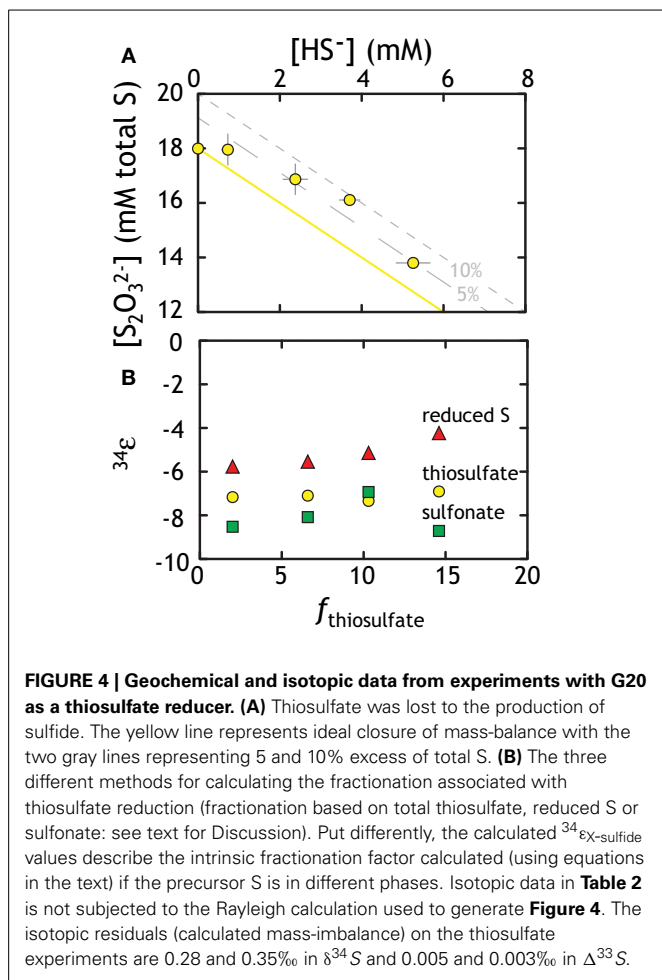 A
[HS-] (mM)
0 2 4 6 8
[S2O3^2-] (mM total S)
20
18
16
14
12
10%
5%
B
34ε
0
-2
-4
-6
-8
-10
reduced S
thiosulfate
sulfonate
0 5 10 15 20
fthiosulfate
FIGURE 4 | Geochemical and isotopic data from experiments with G20
as a thiosulfate reducer. (A) Thiosulfate was lost to the production of
sulfide. The yellow line represents ideal closure of mass-balance with the
two gray lines representing 5 and 10% excess of total S. (B) The three
different methods for calculating the fractionation associated with
thiosulfate reduction (fractionation based on total thiosulfate, reduced S or
sulfonate: see text for Discussion). Put differently, the calculated 34εX-sulfide
values describe the intrinsic fractionation factor calculated (using equations
in the text) if the precursor S is in different phases. Isotopic data in Table 2
is not subjected to the Rayleigh calculation used to generate Figure 4. The
isotopic residuals (calculated mass-imbalance) on the thiosulfate
experiments are 0.28 and 0.35‰ in δ34S and 0.005 and 0.003‰ in Δ33S.